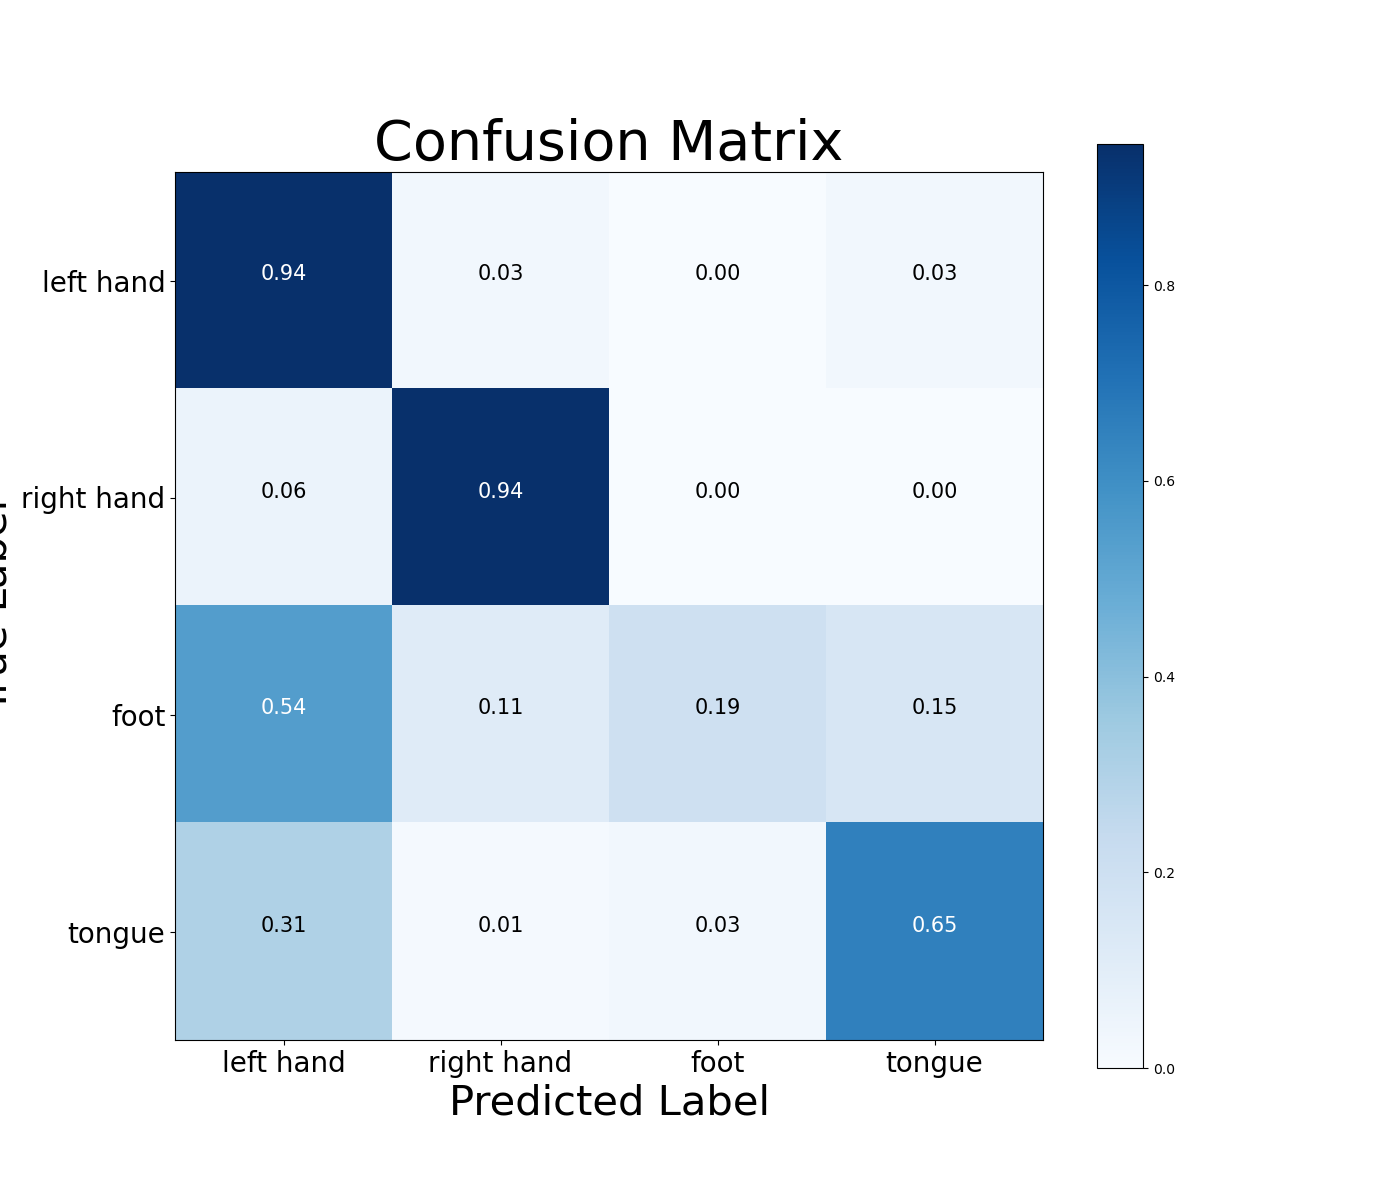 Confusion Matrix
left hand
0.94 0.03 0.00 0.03
right hand
0.06 0.94 0.00 0.00
foot
0.54 0.11 0.19 0.15
tongue
0.31 0.01 0.03 0.65
left hand right hand foot tongue
Predicted Label
0.8
0.6
0.4
0.2
0.0